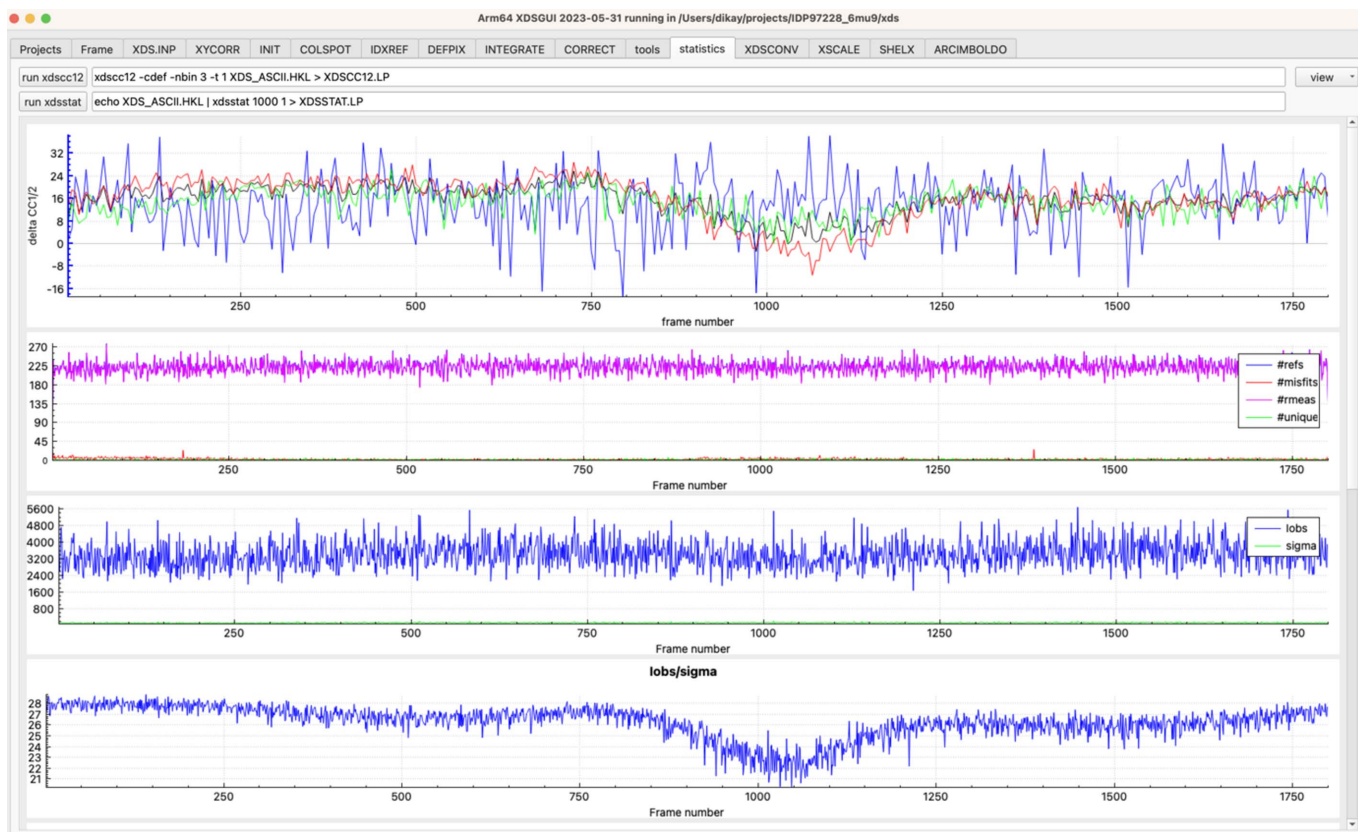 Arm64 XDSGUI 2023-05-31 running in /Users/dikay/projects/IDP97228_6mu9/xds
Projects Frame XDS.INP XYCORR INIT COLSPOT IDXREF DEFPIX INTEGRATE CORRECT tools statistics XDSCONV XSCALE SHELX ARCIMBOLDO
run xdscc12 xdscc12 -cdef -nbin 3 -t 1 XDS_ASCII.HKL > XDSCC12.LP view
run xdsstat echo XDS_ASCII.HKL | xdsstat 1000 1 > XDSSTAT.LP
delta CC1/2
32
24
16
8
0
-8
-16
250 500 750 1000 1250 1500 1750
frame number
270
225
180
135
90
45
0
#refs
#misfits
#rmeas
#unique
250 500 750 1000 1250 1500 1750
Frame number
5600
4800
4000
3200
2400
1600
800
Iobs
sigma
250 500 750 1000 1250 1500 1750
Frame number
Iobs/sigma
28
27
26
25
24
23
22
21
250 500 750 1000 1250 1500 1750
Frame number